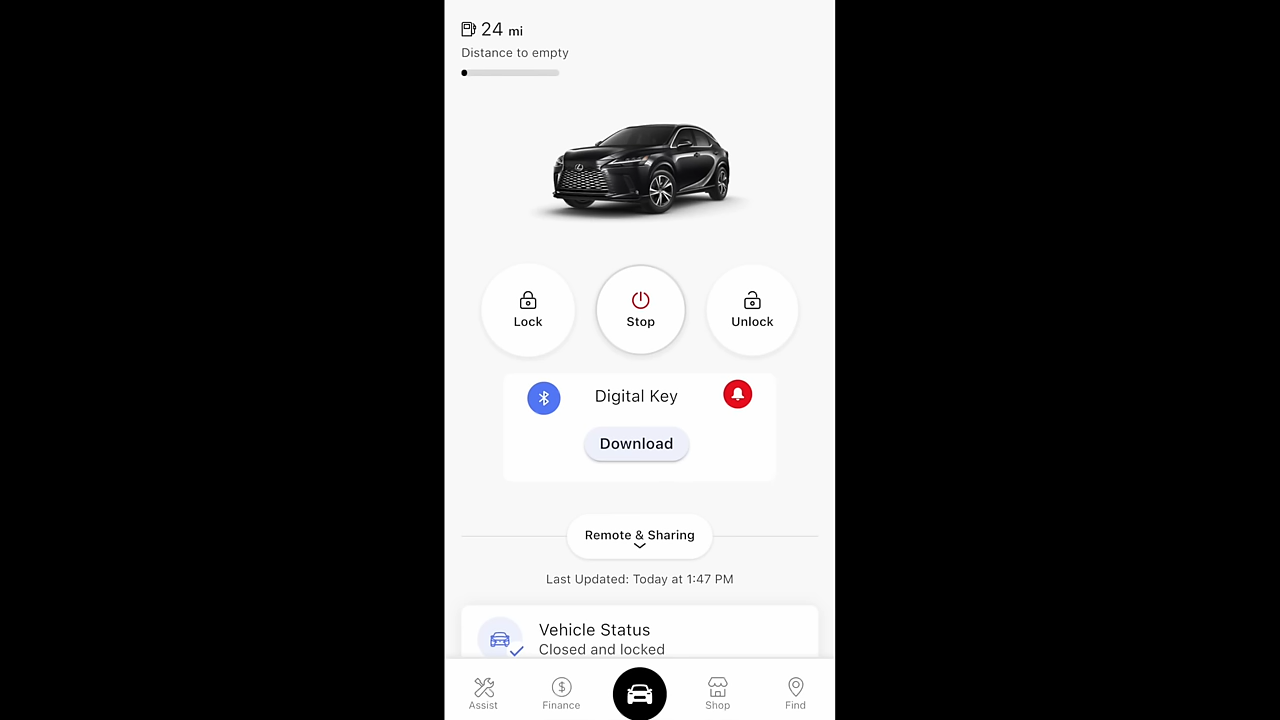 24 mi
Distance to empty
Lock
Stop
Unlock
Digital Key
Download
Remote & Sharing
Last Updated: Today at 1:47 PM
Vehicle Status
Closed and locked
Assist
Finance
Shop
Find